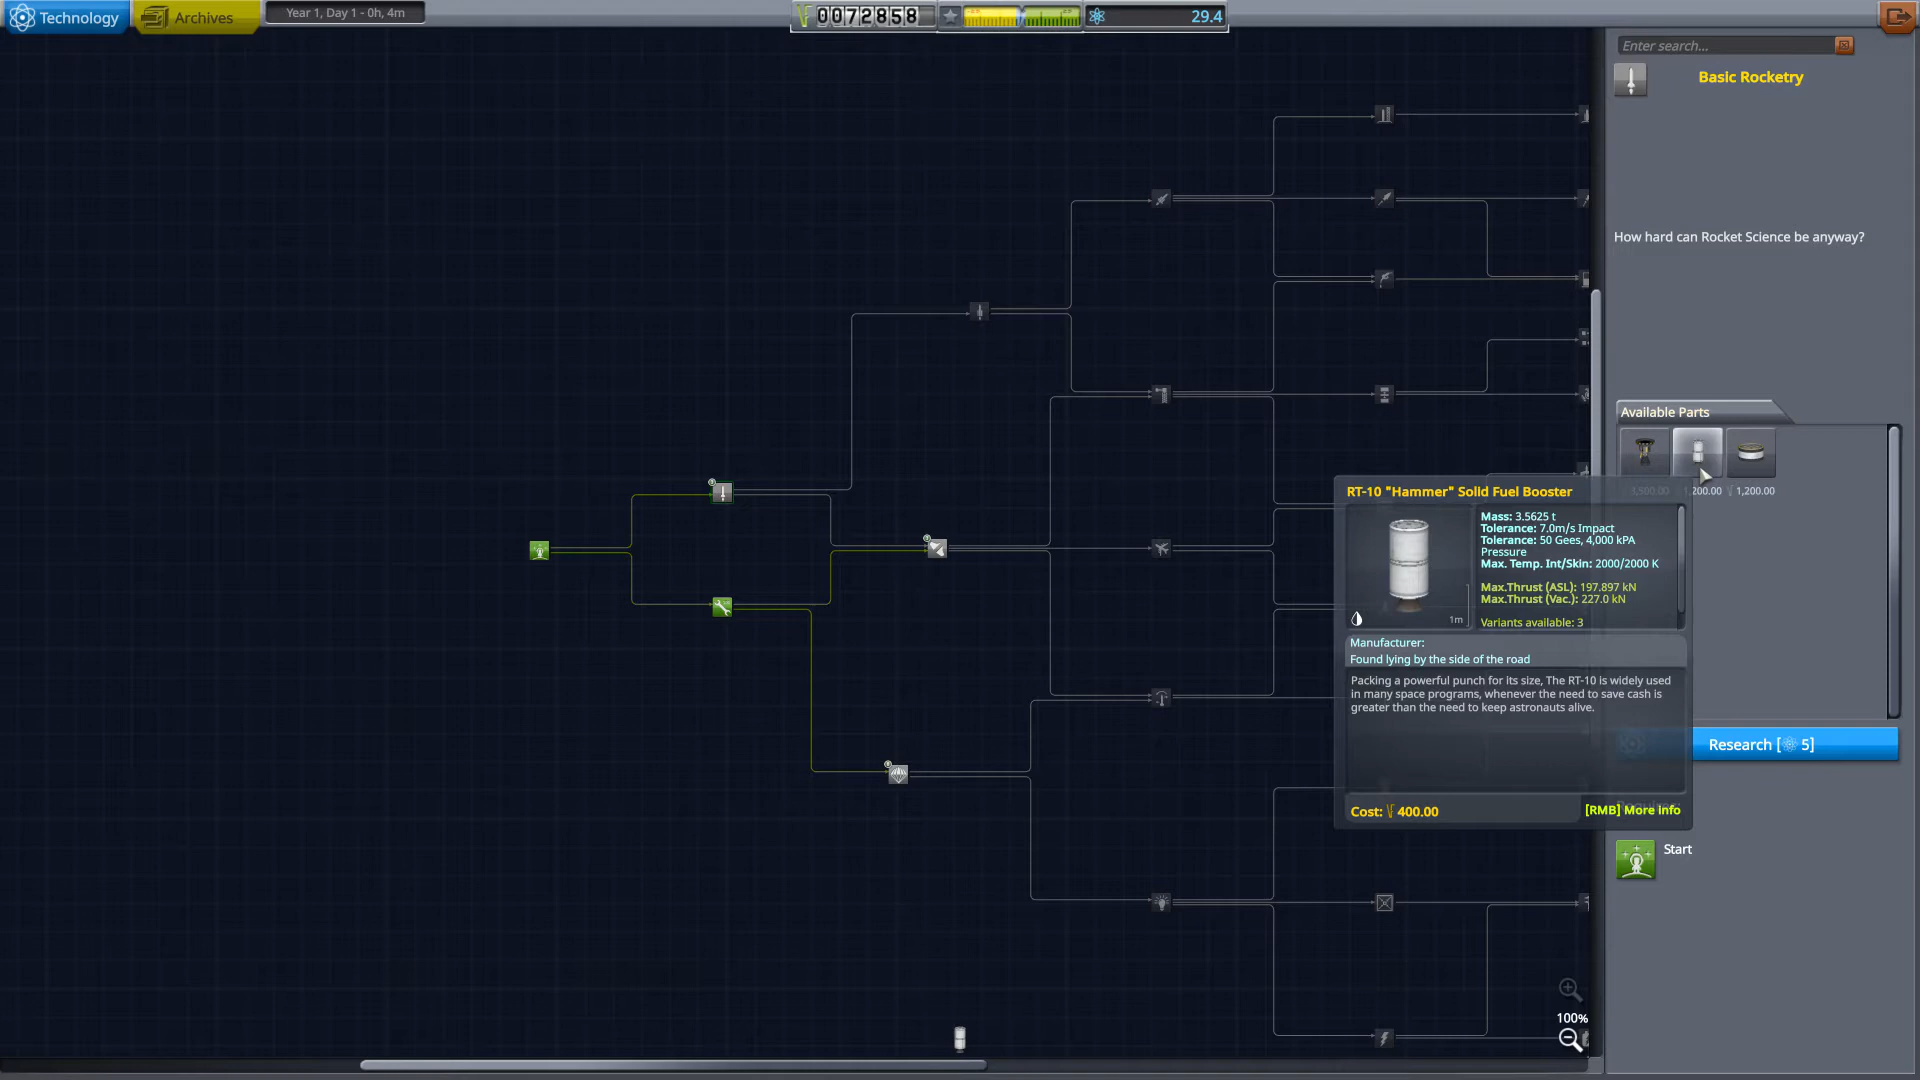 Technology
Archives
Year 1, Day 1 - 0h, 4m
0072858
29.4
Enter search...
Basic Rocketry
How hard can Rocket Science be anyway?
Available Parts
3,500.00
1,200.00
1,200.00
RT-10 "Hammer" Solid Fuel Booster
Mass: 3.5625 t
Tolerance: 7.0m/s Impact
Tolerance: 50 Gees, 4,000 kPA
Pressure
Max. Temp. Int/Skin: 2000/2000 K
Max.Thrust (ASL): 197.897 kN
Max.Thrust (Vac.): 227.0 kN
Variants available: 3
1m
Manufacturer:
Found lying by the side of the road
Packing a powerful punch for its size, The RT-10 is widely used
in many space programs, whenever the need to save cash is
greater than the need to keep astronauts alive.
Research [5]
Cost: 400.00
[RMB] More Info
Start
100%